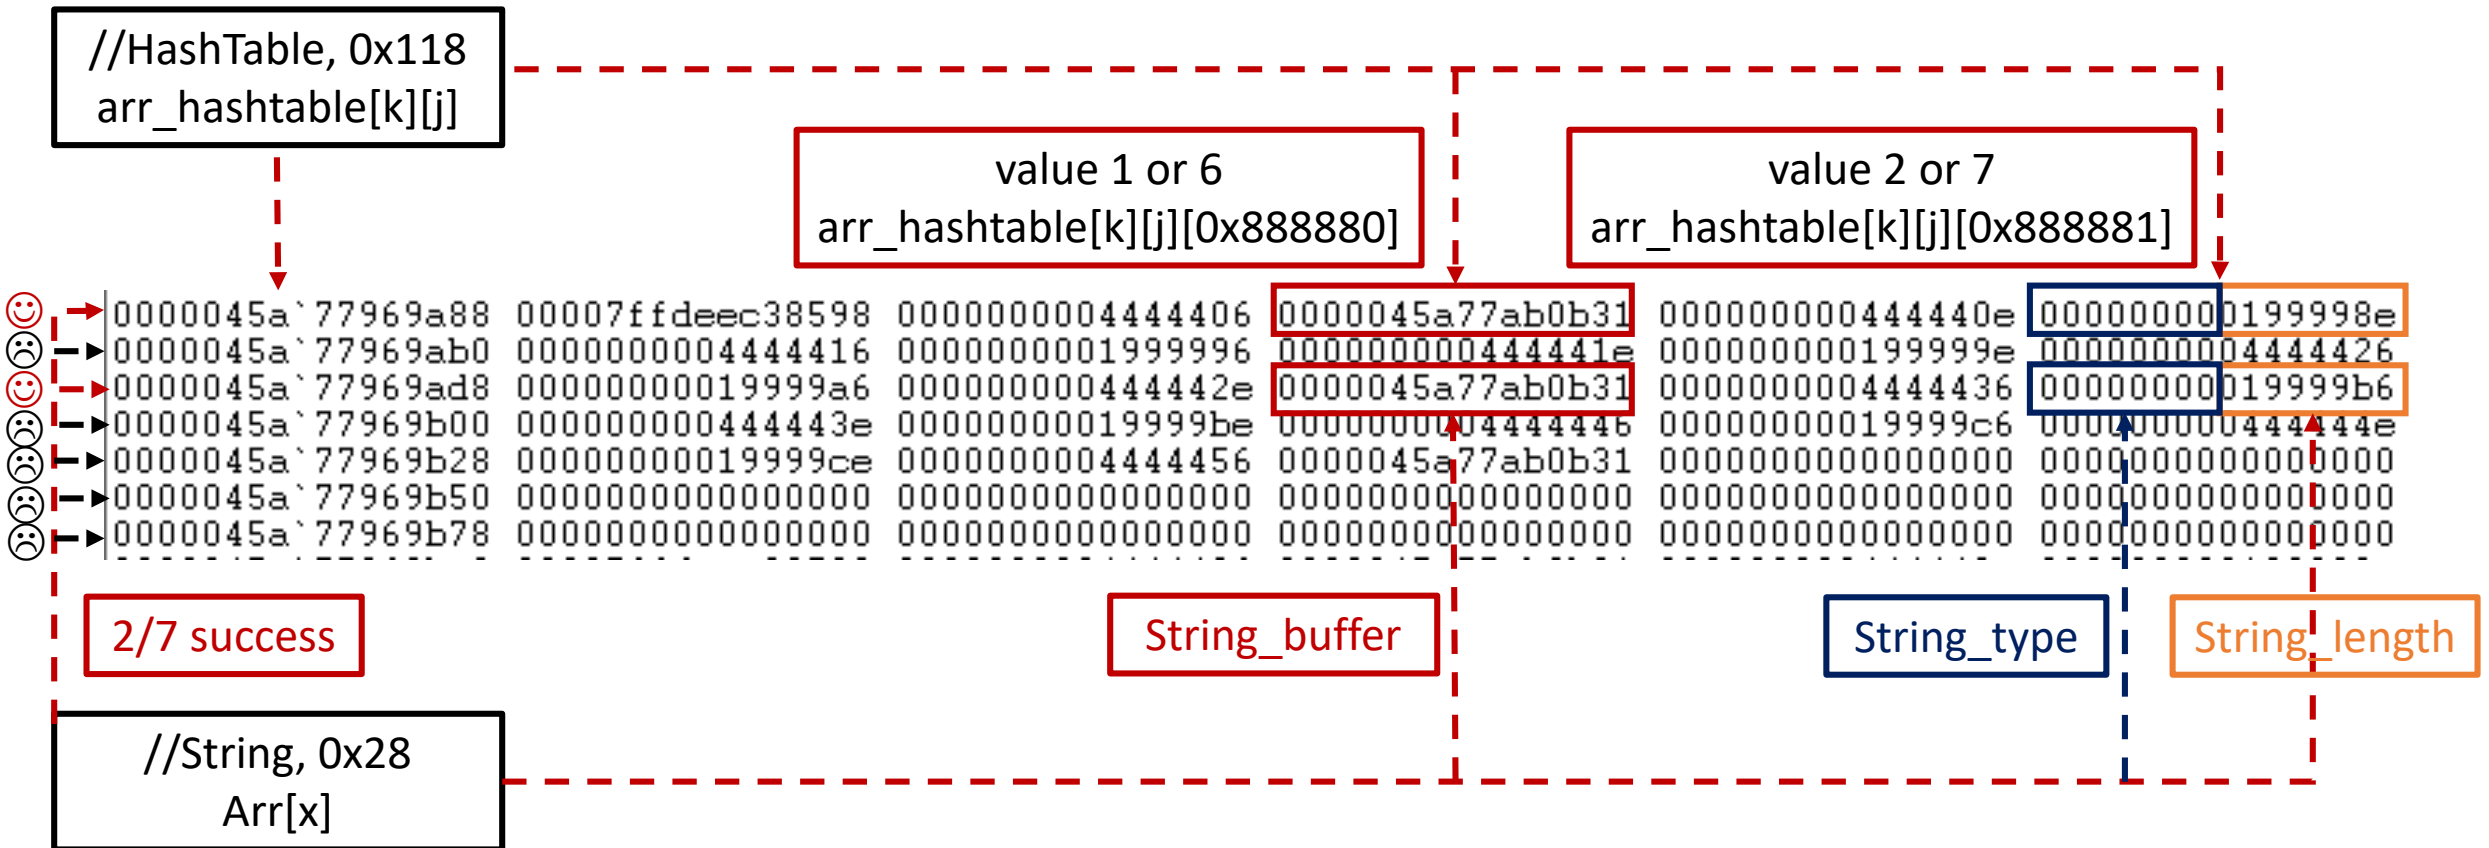 //HashTable, 0x118
arr_hashtable[k][j]
value 1 or 6
arr_hashtable[k][j][0x888880]
value 2 or 7
arr_hashtable[k][j][0x888881]
0000045a`77969a88 00007ffdeec38598 0000000004444406 0000045a77ab0b31 000000000444440e 000000000199998e
0000045a`77969ab0 0000000004444416 0000000001999996 000000000444441e 000000000199999e 0000000004444426
0000045a`77969ad8 00000000019999a6 000000000444442e 0000045a77ab0b31 0000000004444436 00000000019999b6
0000045a`77969b00 000000000444443e 00000000019999be 0000000004444446 00000000019999c6 000000000444444e
0000045a`77969b28 00000000019999ce 0000000004444456 0000045a77ab0b31 0000000000000000 0000000000000000
0000045a`77969b50 0000000000000000 0000000000000000 0000000000000000 0000000000000000 0000000000000000
0000045a`77969b78 0000000000000000 0000000000000000 0000000000000000 0000000000000000 0000000000000000
2/7 success
String_buffer
String_type
String_length
//String, 0x28
Arr[x]